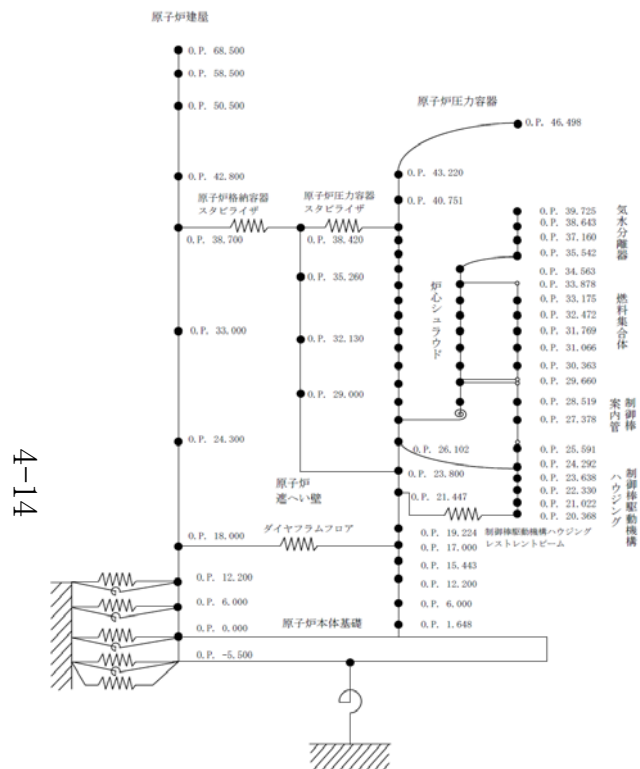 原子炉建屋
O.P. 68.500
O.P. 58.500
O.P. 50.500
O.P. 42.800
O.P. 38.700
O.P. 33.000
O.P. 24.300
O.P. 18.000
O.P. 12.200
O.P. 6.000
O.P. 0.000
O.P. -5.500
原子炉格納容器
スタビライザ
原子炉圧力容器
スタビライザ
O.P. 38.420
O.P. 35.260
O.P. 32.130
O.P. 29.000
原子炉
遮へい壁
ダイヤフラムフロア
原子炉本体基礎
原子炉圧力容器
O.P. 46.498
O.P. 43.220
O.P. 40.751
炉心シュラウド
O.P. 26.102
O.P. 23.800
O.P. 21.447
O.P. 19.224
O.P. 17.000
O.P. 15.443
O.P. 12.200
O.P. 6.000
O.P. 1.648
制御棒駆動機構ハウジング
レストレントビーム
O.P. 39.725
O.P. 38.643
O.P. 37.160
O.P. 35.542
O.P. 34.563
O.P. 33.878
O.P. 33.175
O.P. 32.472
O.P. 31.769
O.P. 31.066
O.P. 30.363
O.P. 29.660
O.P. 28.519
O.P. 27.378
O.P. 25.591
O.P. 24.292
O.P. 23.638
O.P. 22.330
O.P. 21.022
O.P. 20.368
気水分離器
燃料集合体
制御棒
案内管
制御棒駆動機構
ハウジング
4-14